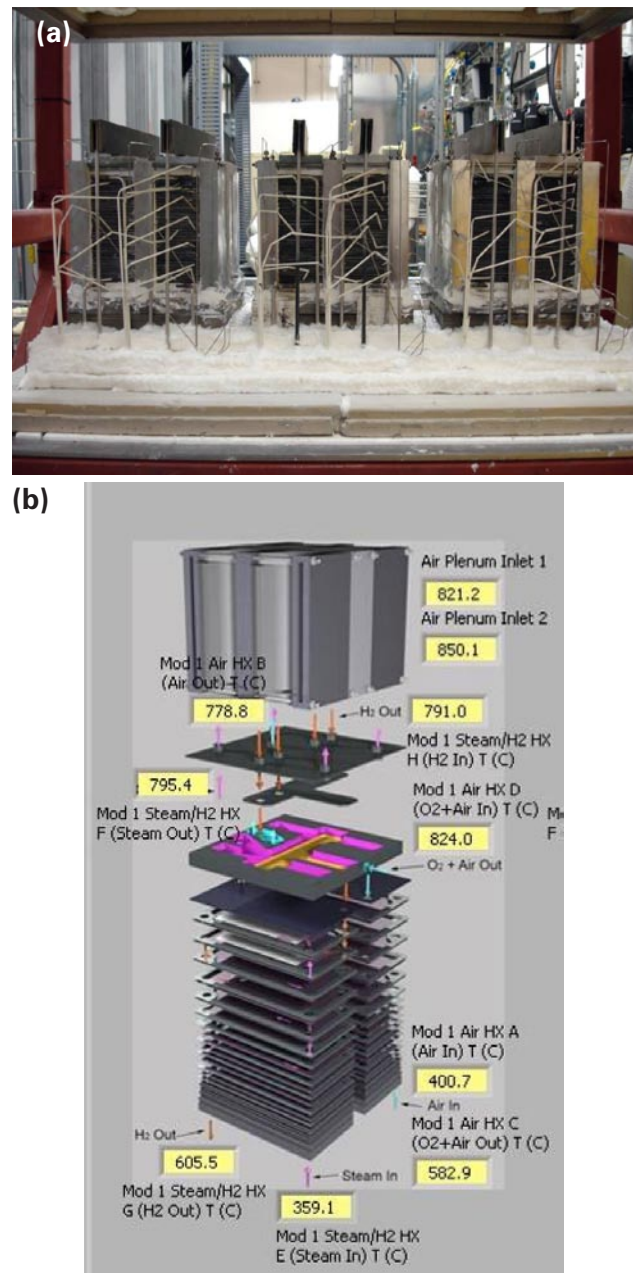 (a)
(b)
Air Plenum Inlet 1
821.2
Air Plenum Inlet 2
850.1
Mod 1 Air HX B
(Air Out) T (C)
778.8
H2 Out
791.0
Mod 1 Steam/H2 HX
H (H2 In) T (C)
795.4
Mod 1 Steam/H2 HX
F (Steam Out) T (C)
Mod 1 Air HX D
(O2+Air In) T (C)
824.0
F
O2 + Air Out
Mod 1 Air HX A
(Air In) T (C)
400.7
Air In
H2 Out
605.5
Mod 1 Steam/H2 HX
G (H2 Out) T (C)
Mod 1 Air HX C
(O2+Air Out) T (C)
582.9
Steam In
359.1
Mod 1 Steam/H2 HX
E (Steam In) T (C)